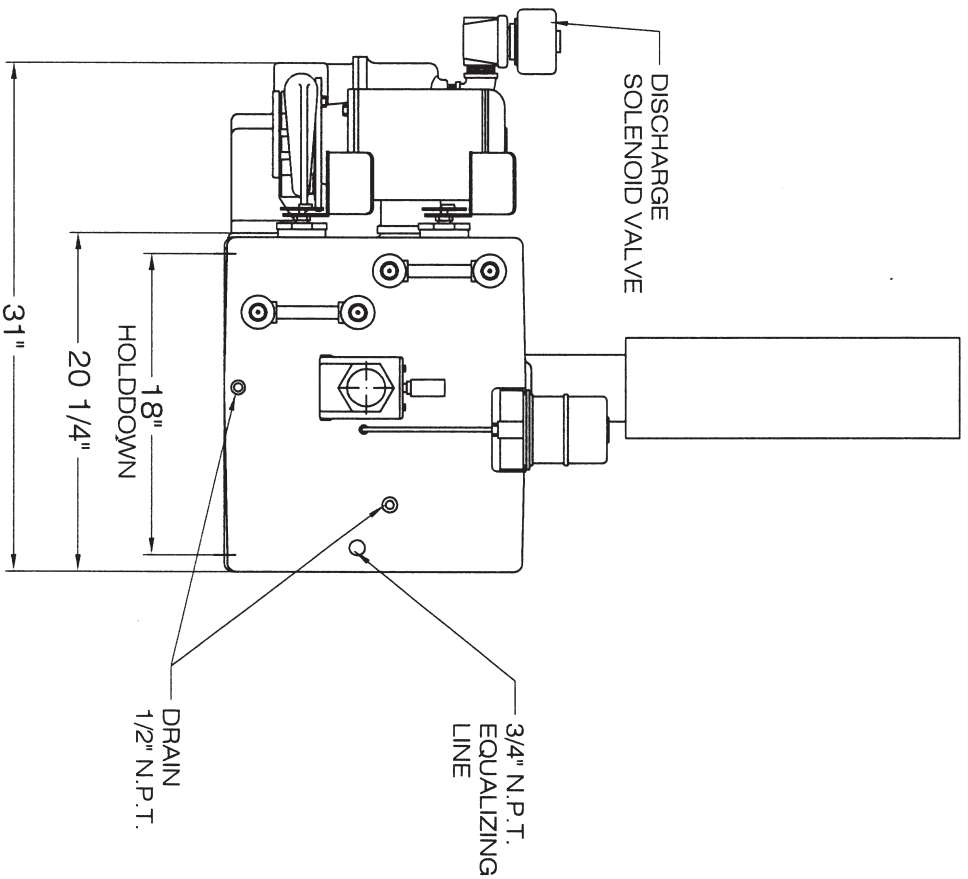 DISCHARGE
SOLENOID VALVE
3/4" N.P.T.
EQUALIZING
LINE
DRAIN
1/2" N.P.T.
18"
HOLDDOWN
20 1/4"
31"